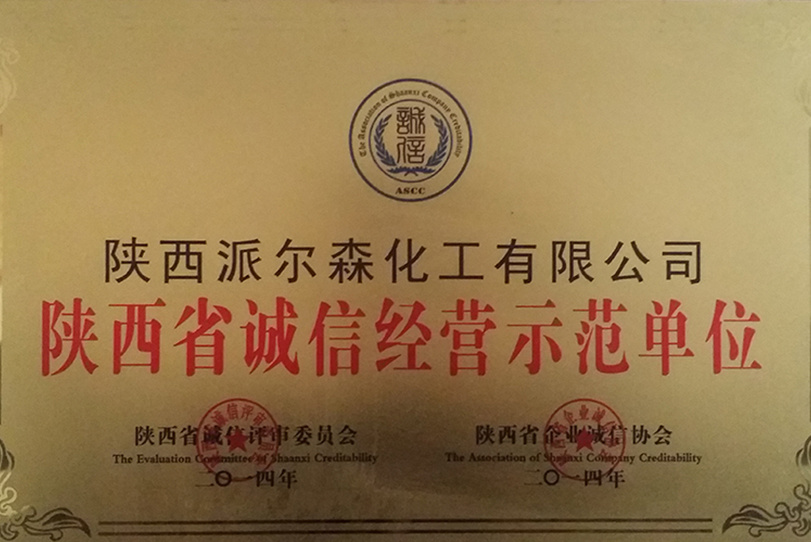 The Association of Shaanxi Company Creditability
誠信
ASCC
陕西派尔森化工有限公司
陕西省诚信经营示范单位
陕西省诚信评审委员会
The Evaluation Committee of Shaanxi Creditability
二〇一四年
陕西省企业诚信协会
The Association of Shaanxi Company Creditability
二〇一四年